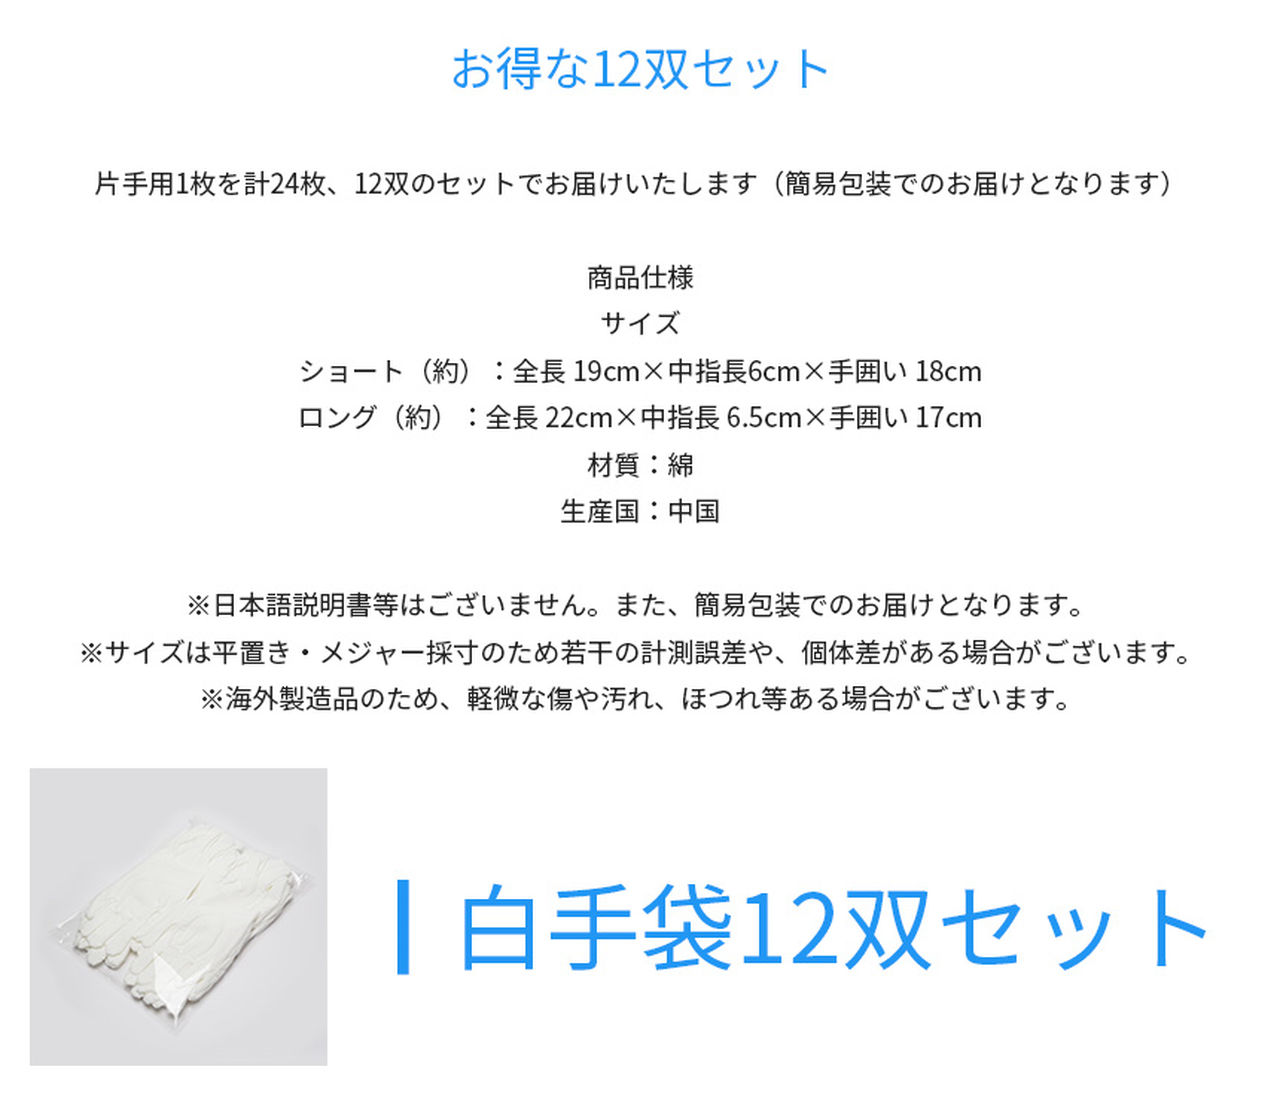 お得な12双セット
片手用1枚を計24枚、12双のセットでお届けいたします（簡易包装でのお届けとなります）
商品仕様
サイズ
ショート（約）：全長 19cm×中指長6cm×手囲い 18cm
ロング（約）：全長 22cm×中指長 6.5cm×手囲い 17cm
材質：綿
生産国：中国
※日本語説明書等はございません。また、簡易包装でのお届けとなります。
※サイズは平置き・メジャー採寸のため若干の計測誤差や、個体差がある場合がございます。
※海外製造品のため、軽微な傷や汚れ、ほつれ等ある場合がございます。
白手袋12双セット